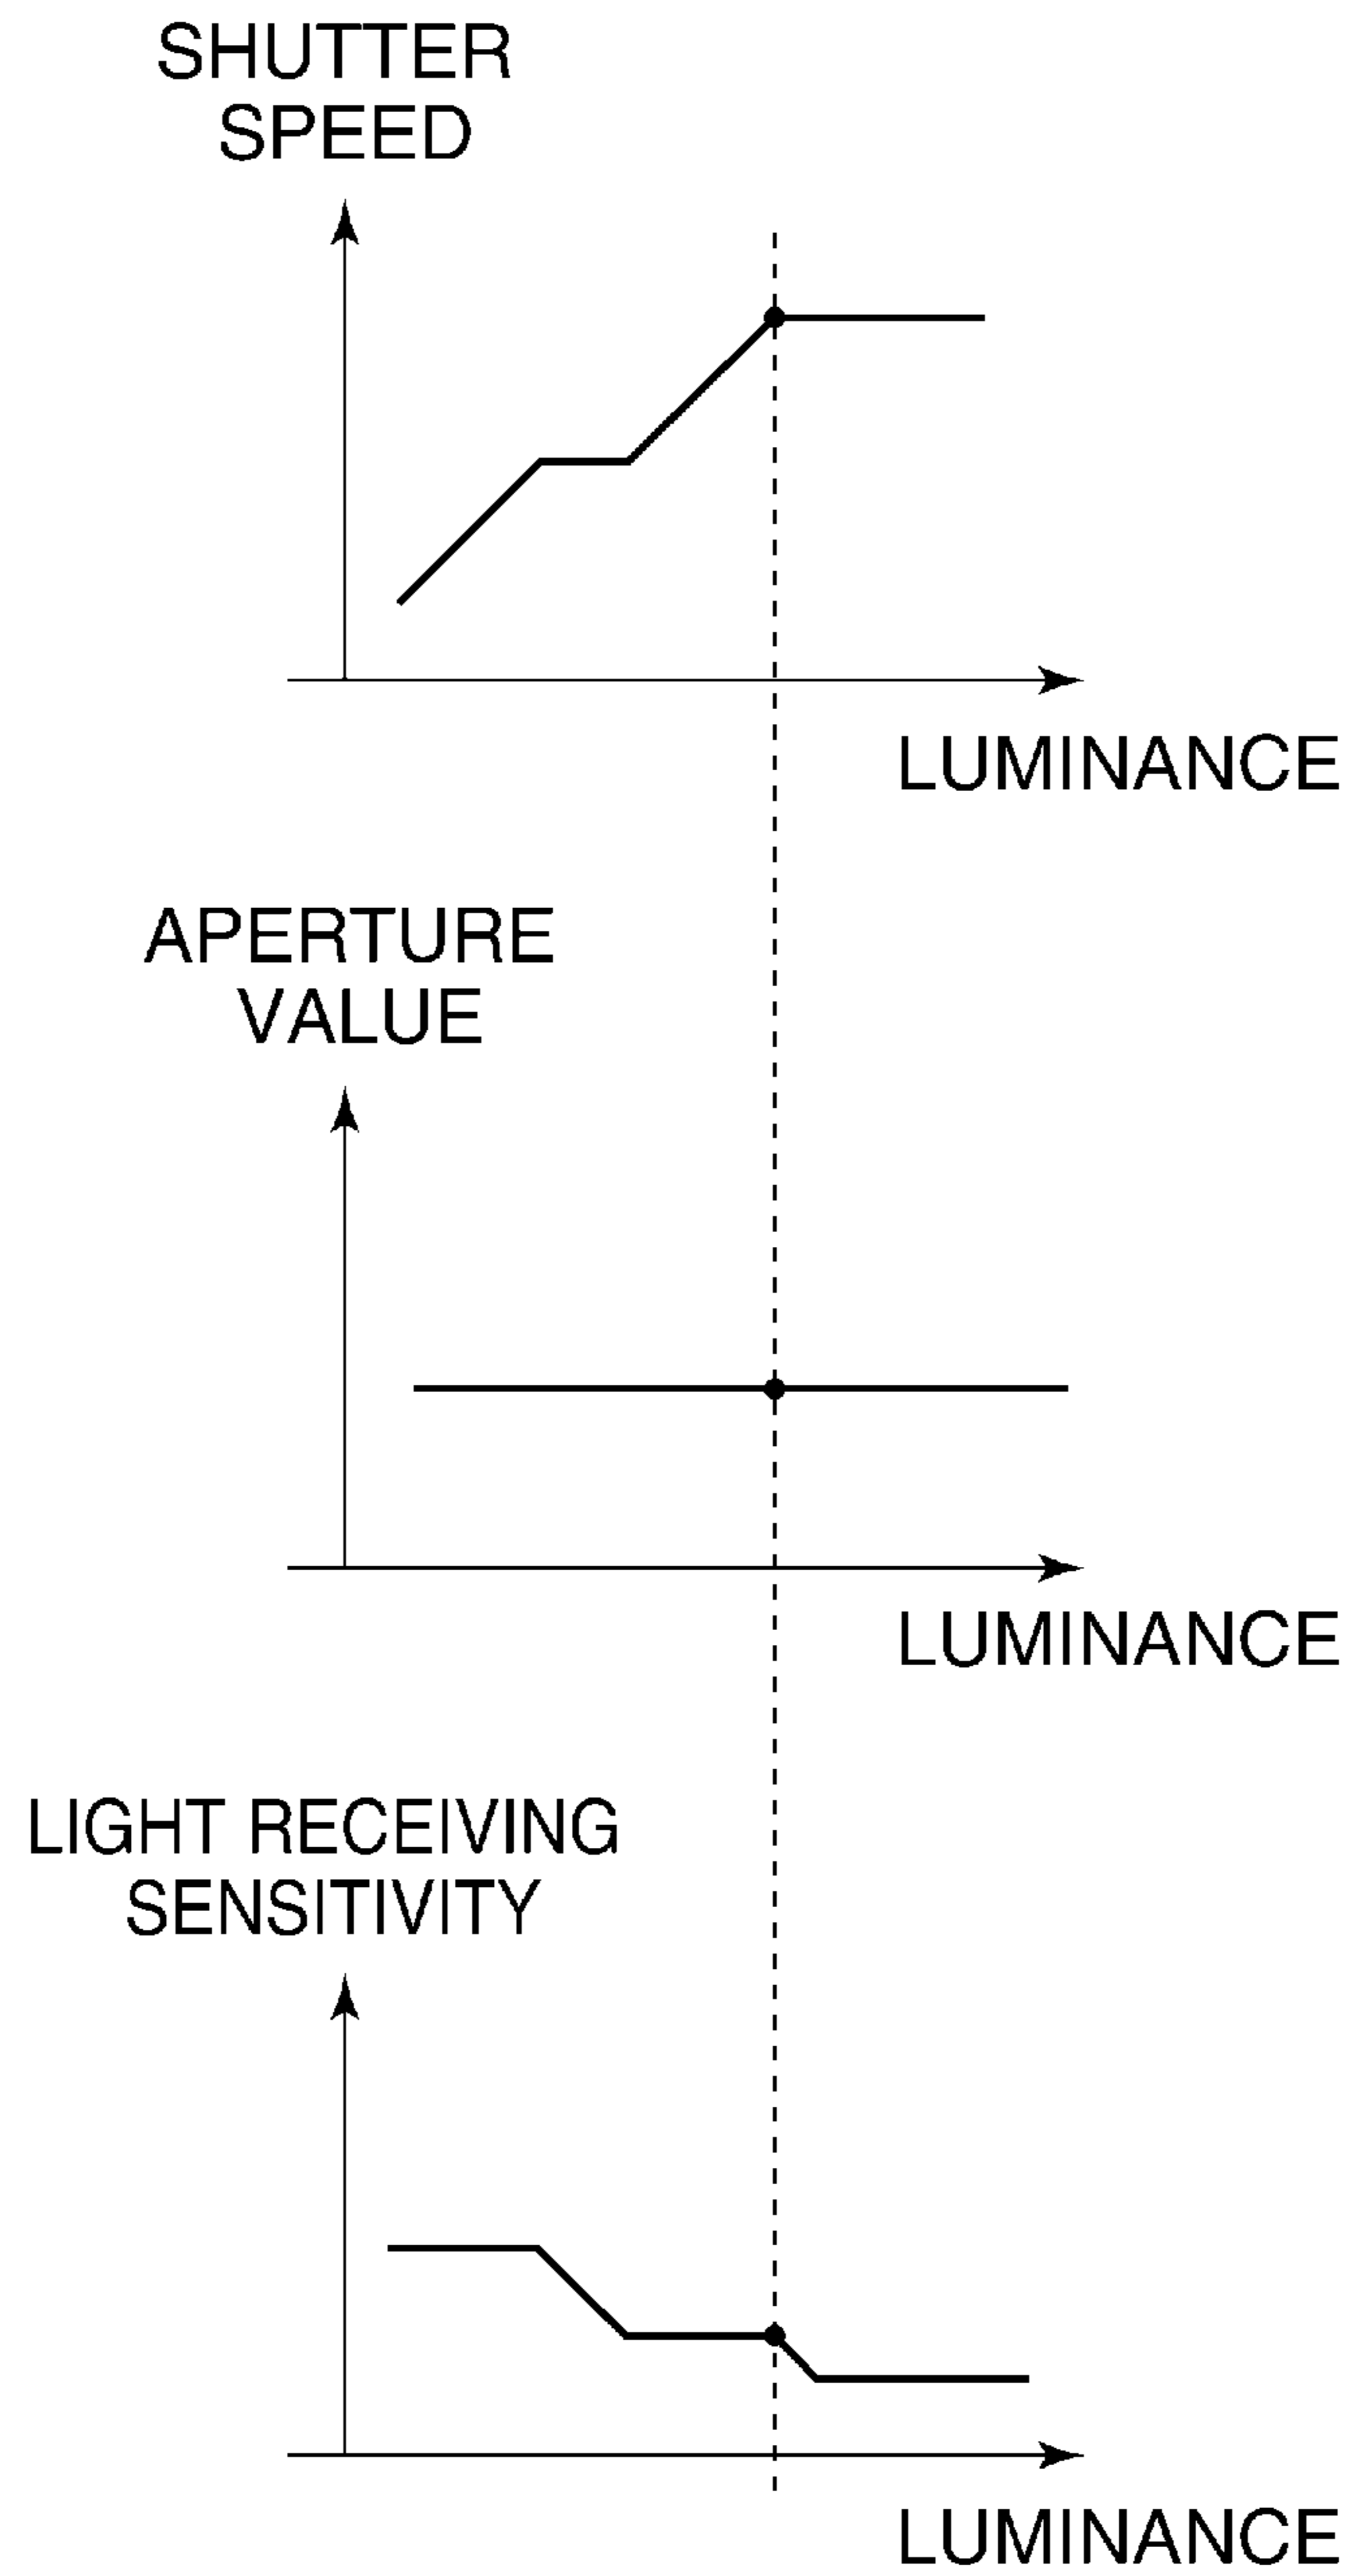 SHUTTER
SPEED
LUMINANCE
APERTURE
VALUE
LUMINANCE
LIGHT RECEIVING
SENSITIVITY
LUMINANCE